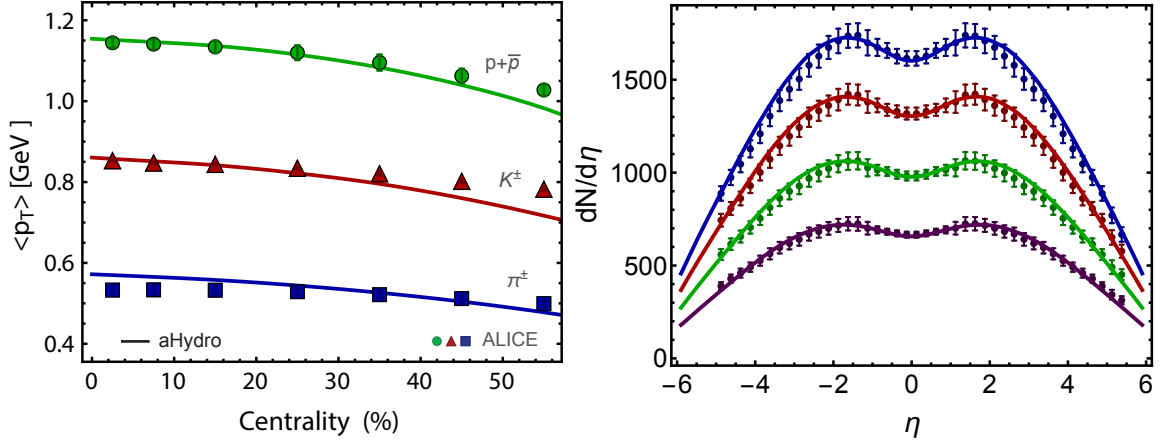 1.2
1.0
0.8
0.6
0.4
<p_T> [GeV]
p+p̅
K±
π±
aHydro
ALICE
0 10 20 30 40 50
Centrality (%)
1500
1000
500
0
dN/dη
-6 -4 -2 0 2 4 6
η